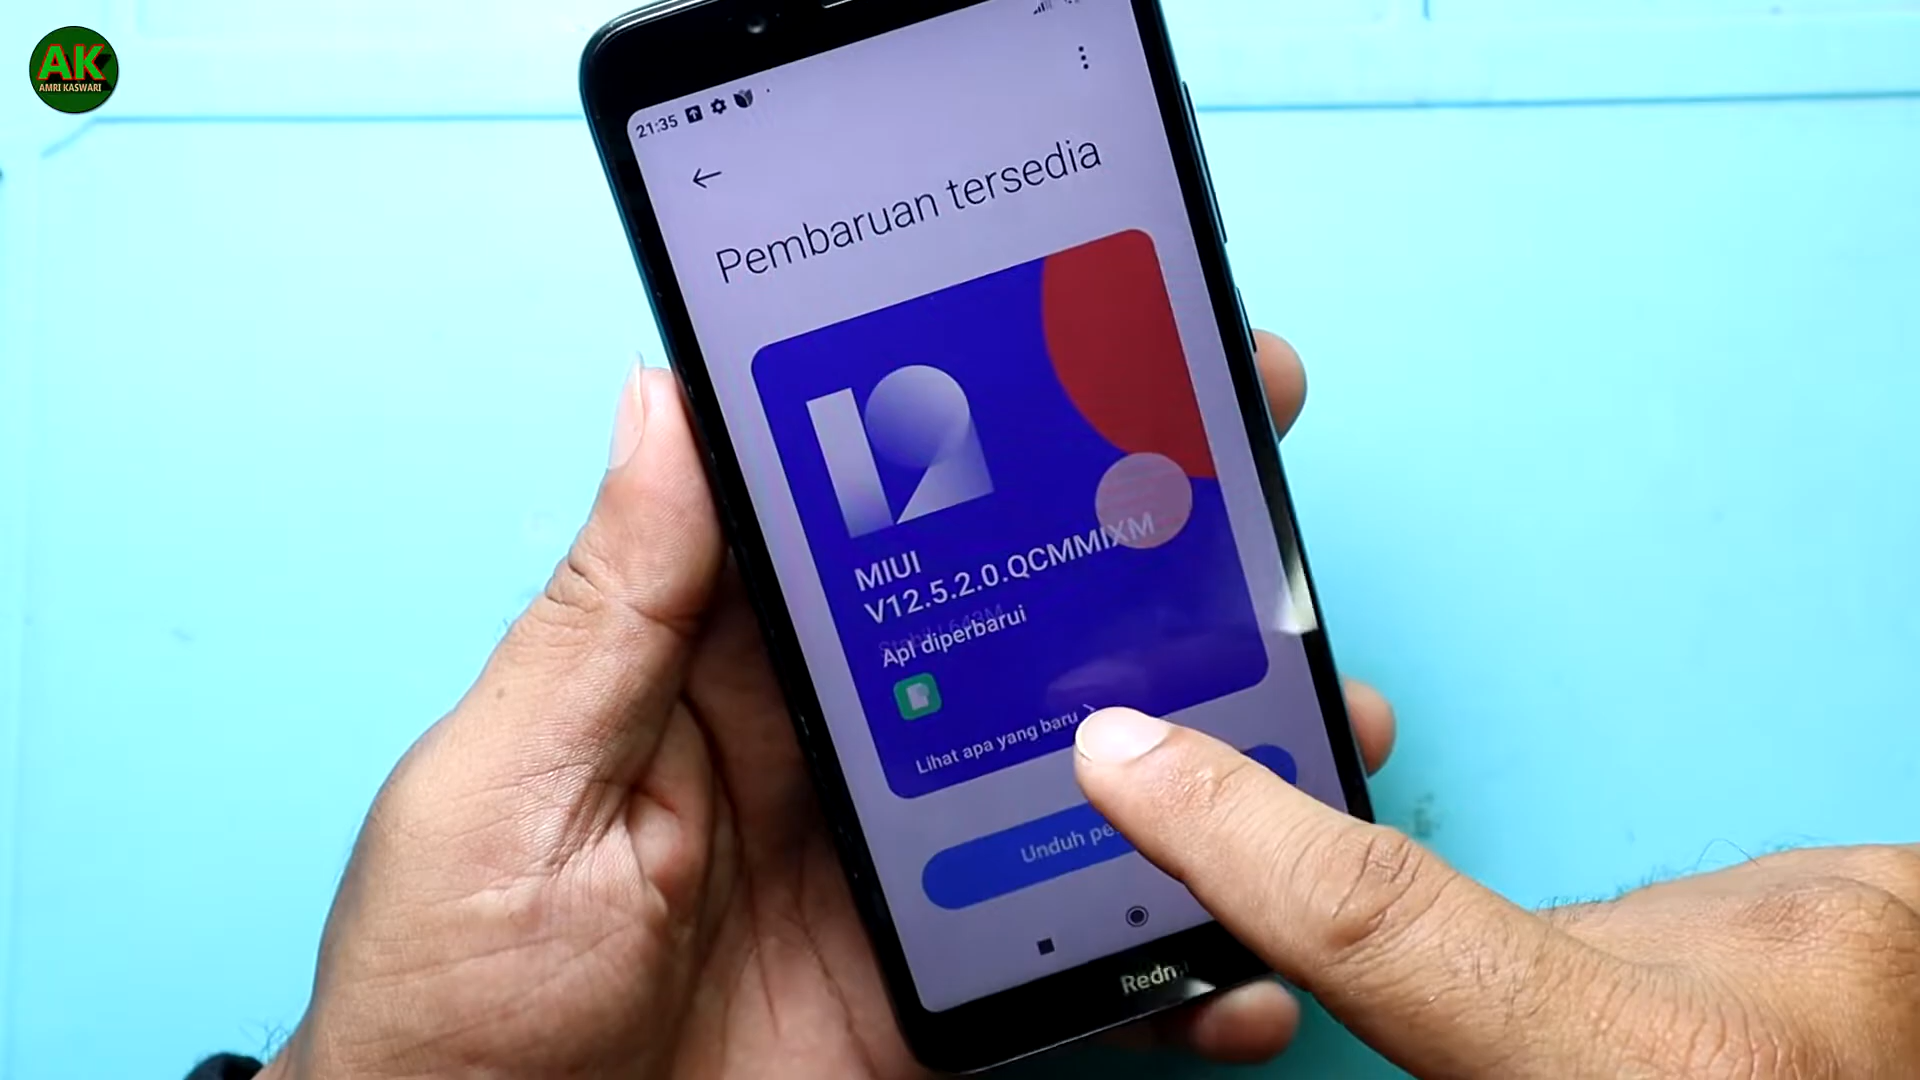 AK
AMRI KASWARI
21:35
Pembaruan tersedia
12
MIUI
V12.5.2.0.QCMMIXM
Apl diperbarui
Lihat apa yang baru
Unduh
Redmi